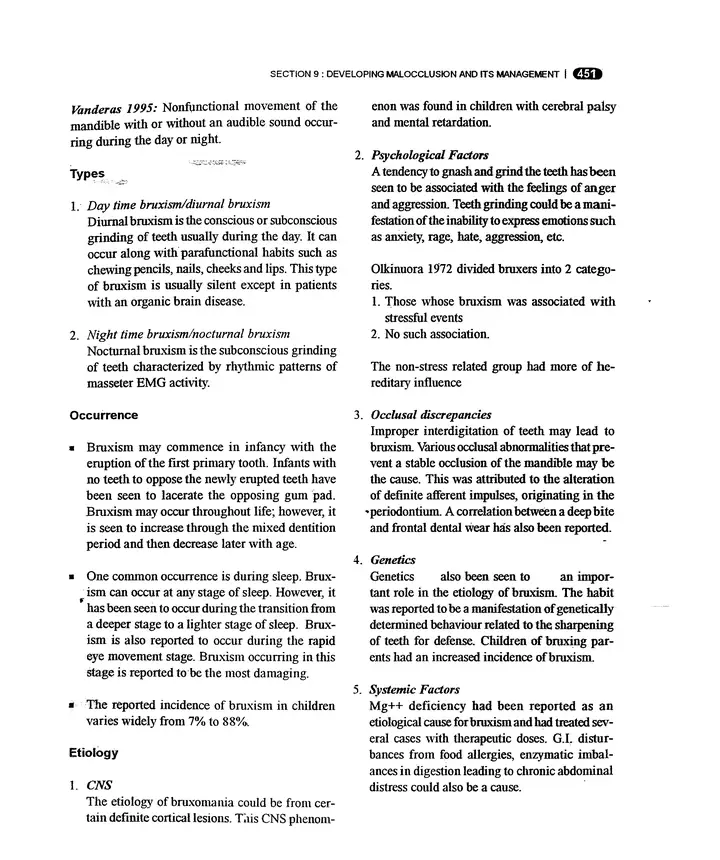 SECTION 9 : DEVELOPING MALOCCLUSION AND ITS MANAGEMENT | 451
Vanderas 1995: Nonfunctional movement of the
mandible with or without an audible sound occur-
ring during the day or night.
Types
1. Day time bruxism/diurnal bruxism
Diurnal bruxism is the conscious or subconscious
grinding of teeth usually during the day. It can
occur along with parafunctional habits such as
chewing pencils, nails, cheeks and lips. This type
of bruxism is usually silent except in patients
with an organic brain disease.
2. Night time bruxism/nocturnal bruxism
Nocturnal bruxism is the subconscious grinding
of teeth characterized by rhythmic patterns of
masseter EMG activity.
Occurrence
▪ Bruxism may commence in infancy with the
eruption of the first primary tooth. Infants with
no teeth to oppose the newly erupted teeth have
been seen to lacerate the opposing gum pad.
Bruxism may occur throughout life; however, it
is seen to increase through the mixed dentition
period and then decrease later with age.
▪ One common occurrence is during sleep. Brux-
ism can occur at any stage of sleep. However, it
has been seen to occur during the transition from
a deeper stage to a lighter stage of sleep. Brux-
ism is also reported to occur during the rapid
eye movement stage. Bruxism occurring in this
stage is reported to be the most damaging.
▪ The reported incidence of bruxism in children
varies widely from 7% to 88%.
Etiology
1. CNS
The etiology of bruxomania could be from cer-
tain definite cortical lesions. This CNS phenom-
enon was found in children with cerebral palsy
and mental retardation.
2. Psychological Factors
A tendency to gnash and grind the teeth has been
seen to be associated with the feelings of anger
and aggression. Teeth grinding could be a mani-
festation of the inability to express emotions such
as anxiety, rage, hate, aggression, etc.
Olkinuora 1972 divided bruxers into 2 catego-
ries.
1. Those whose bruxism was associated with
stressful events
2. No such association.
The non-stress related group had more of he-
reditary influence
3. Occlusal discrepancies
Improper interdigitation of teeth may lead to
bruxism. Various occlusal abnormalities that pre-
vent a stable occlusion of the mandible may be
the cause. This was attributed to the alteration
of definite afferent impulses, originating in the
periodontium. A correlation between a deep bite
and frontal dental wear has also been reported.
4. Genetics
Genetics also been seen to an impor-
tant role in the etiology of bruxism. The habit
was reported to be a manifestation of genetically
determined behaviour related to the sharpening
of teeth for defense. Children of bruxing par-
ents had an increased incidence of bruxism.
5. Systemic Factors
Mg++ deficiency had been reported as an
etiological cause for bruxism and had treated sev-
eral cases with therapeutic doses. G.I. distur-
bances from food allergies, enzymatic imbal-
ances in digestion leading to chronic abdominal
distress could also be a cause.